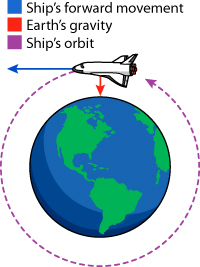 Ship's forward movement
Earth's gravity
Ship's orbit